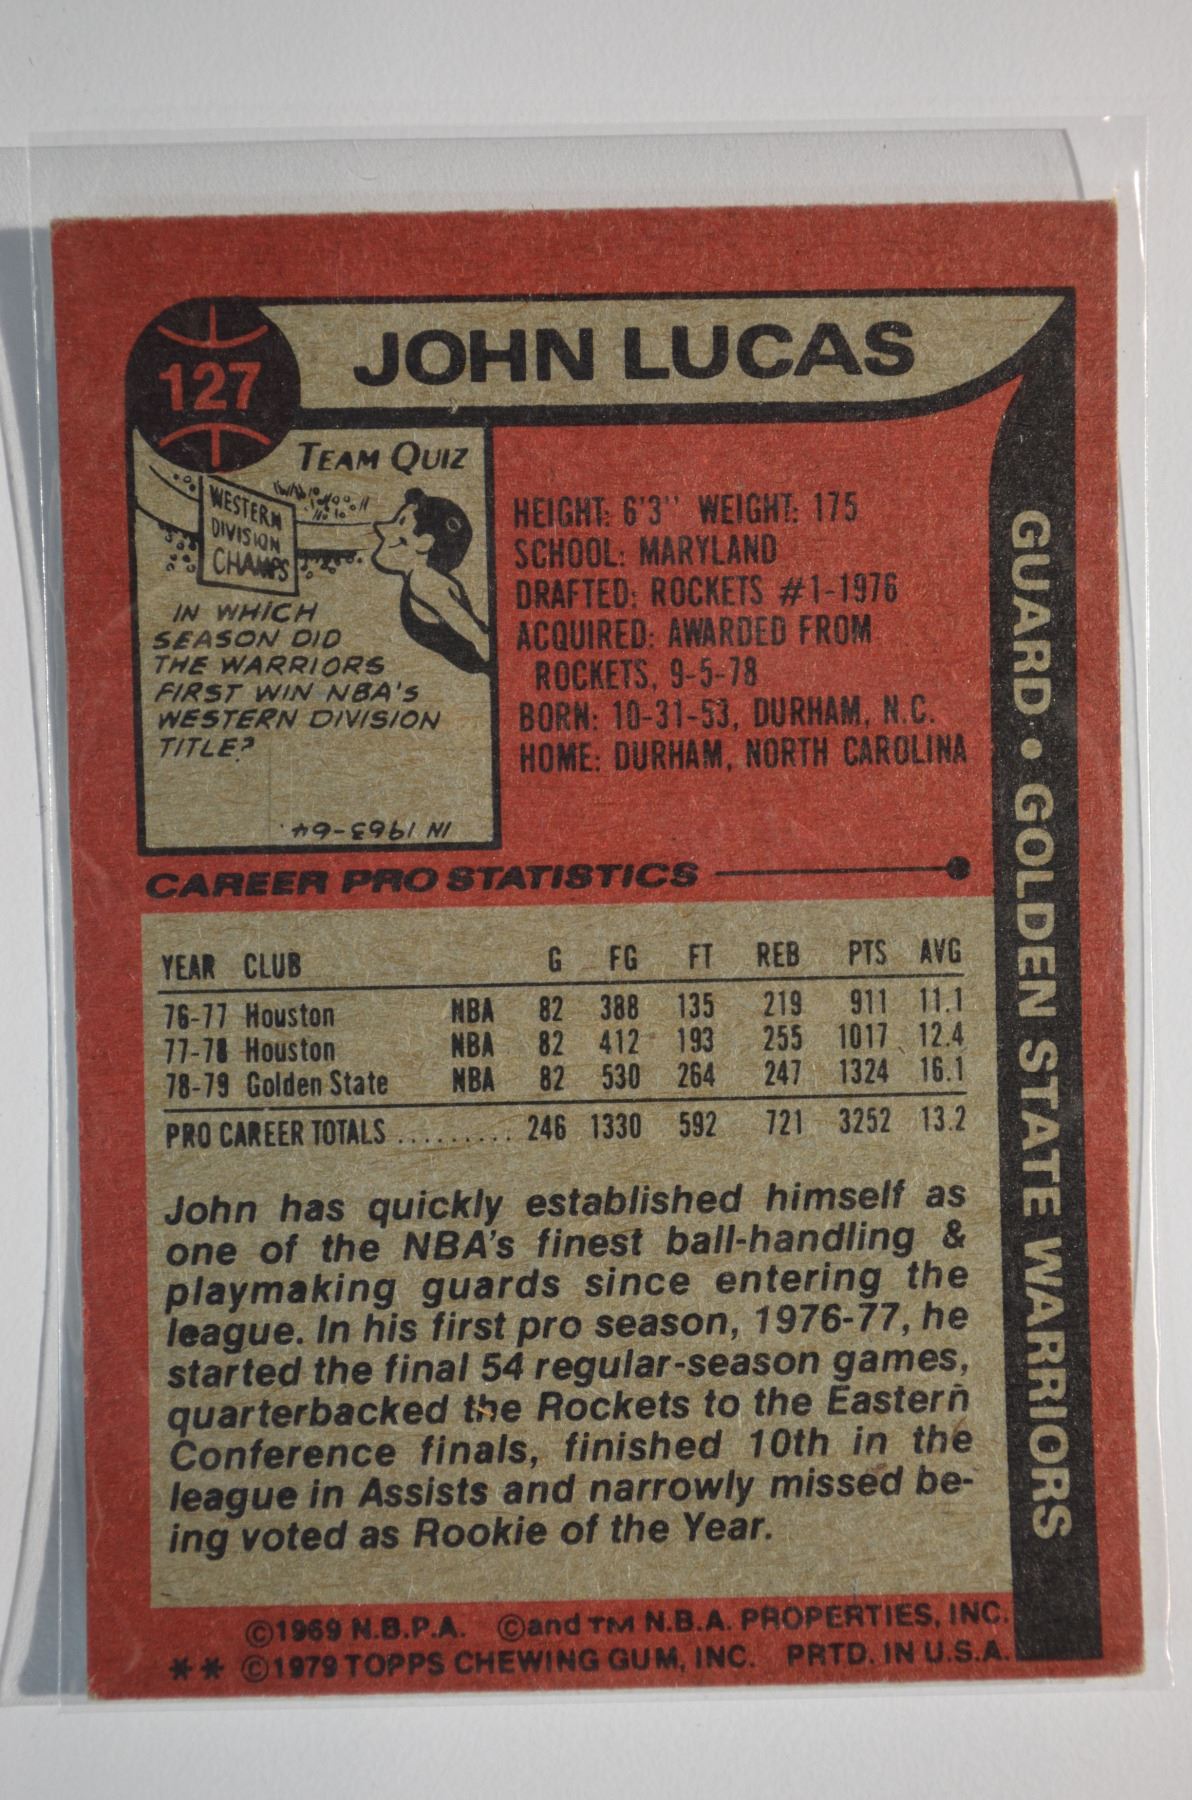 127
JOHN LUCAS
TEAM QUIZ
WESTERN
DIVISION
CHAMPS
IN WHICH
SEASON DID
THE WARRIORS
FIRST WIN NBA'S
WESTERN DIVISION
TITLE?
IN 1963-64.
HEIGHT: 6'3" WEIGHT: 175
SCHOOL: MARYLAND
DRAFTED: ROCKETS #1-1976
ACQUIRED: AWARDED FROM
ROCKETS, 9-5-78
BORN: 10-31-53, DURHAM, N.C.
HOME: DURHAM, NORTH CAROLINA
GUARD • GOLDEN STATE WARRIORS
CAREER PRO STATISTICS
YEAR CLUB G FG FT REB PTS AVG
76-77 Houston NBA 82 388 135 219 911 11.1
77-78 Houston NBA 82 412 193 255 1017 12.4
78-79 Golden State NBA 82 530 264 247 1324 16.1
PRO CAREER TOTALS ......... 246 1330 592 721 3252 13.2
John has quickly established himself as
one of the NBA's finest ball-handling &
playmaking guards since entering the
league. In his first pro season, 1976-77, he
started the final 54 regular-season games,
quarterbacked the Rockets to the Eastern
Conference finals, finished 10th in the
league in Assists and narrowly missed be-
ing voted as Rookie of the Year.
©1969 N.B.P.A. ©and TM N.B.A. PROPERTIES, INC.
** ©1979 TOPPS CHEWING GUM, INC. PRTD. IN U.S.A.